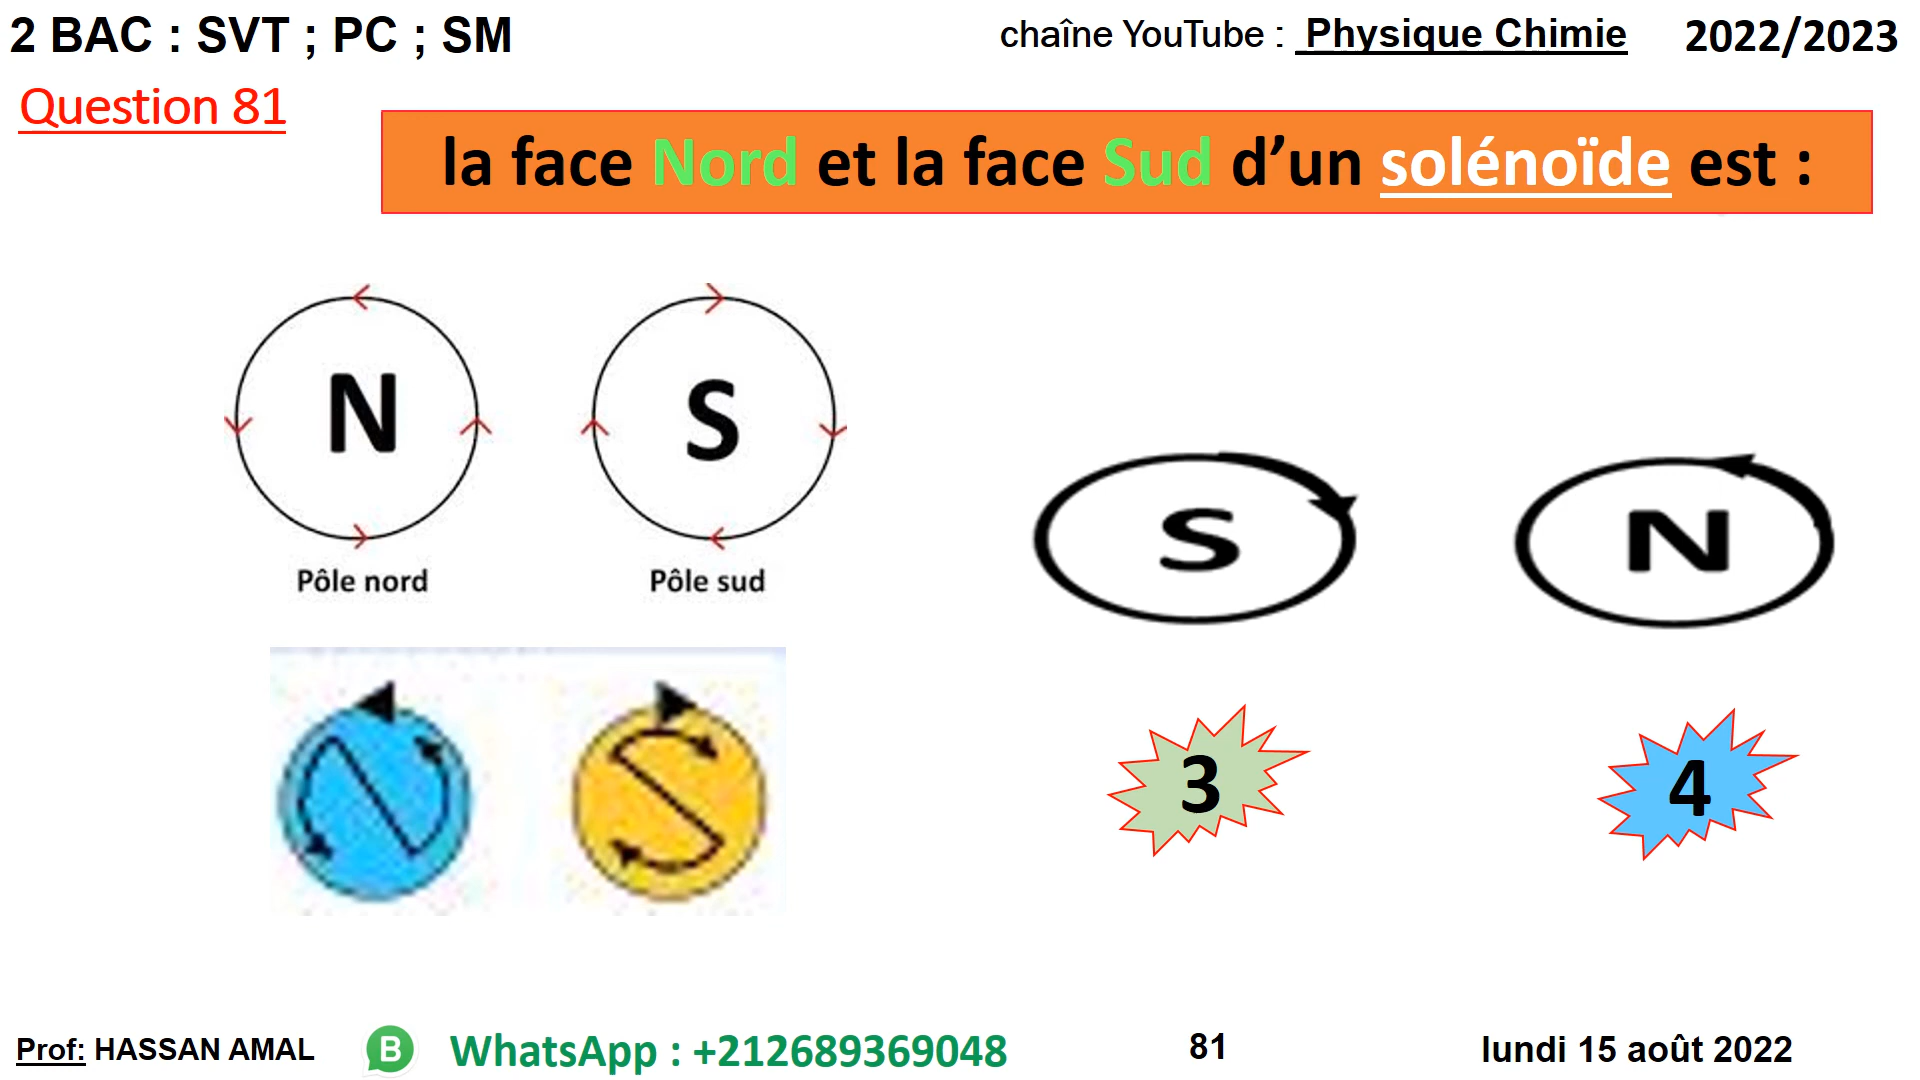 2 BAC : SVT ; PC ; SM
chaîne YouTube : Physique Chimie
2022/2023
Question 81
la face Nord et la face Sud d’un solénoïde est :
N
S
Pôle nord
Pôle sud
S
N
N
S
3
4
Prof: HASSAN AMAL
B
WhatsApp : +212689369048
81
lundi 15 août 2022